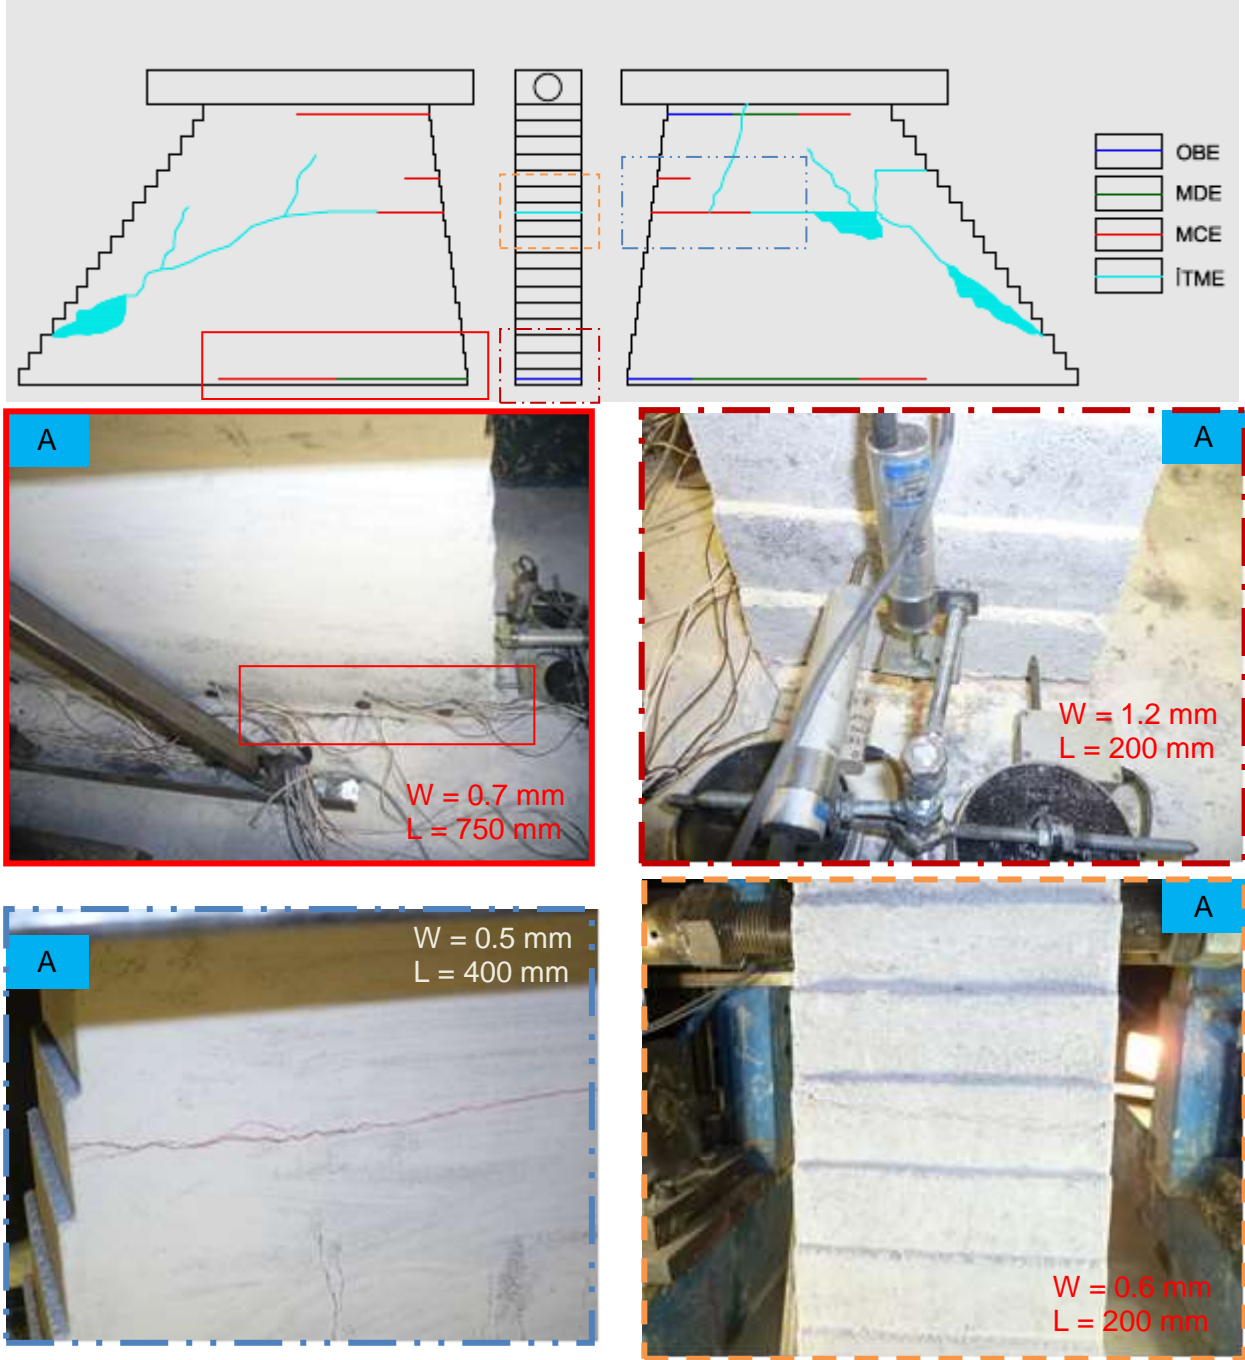 OBE
MDE
MCE
İTME
A
W = 0.7 mm
L = 750 mm
A
W = 1.2 mm
L = 200 mm
A
W = 0.5 mm
L = 400 mm
A
W = 0.6 mm
L = 200 mm